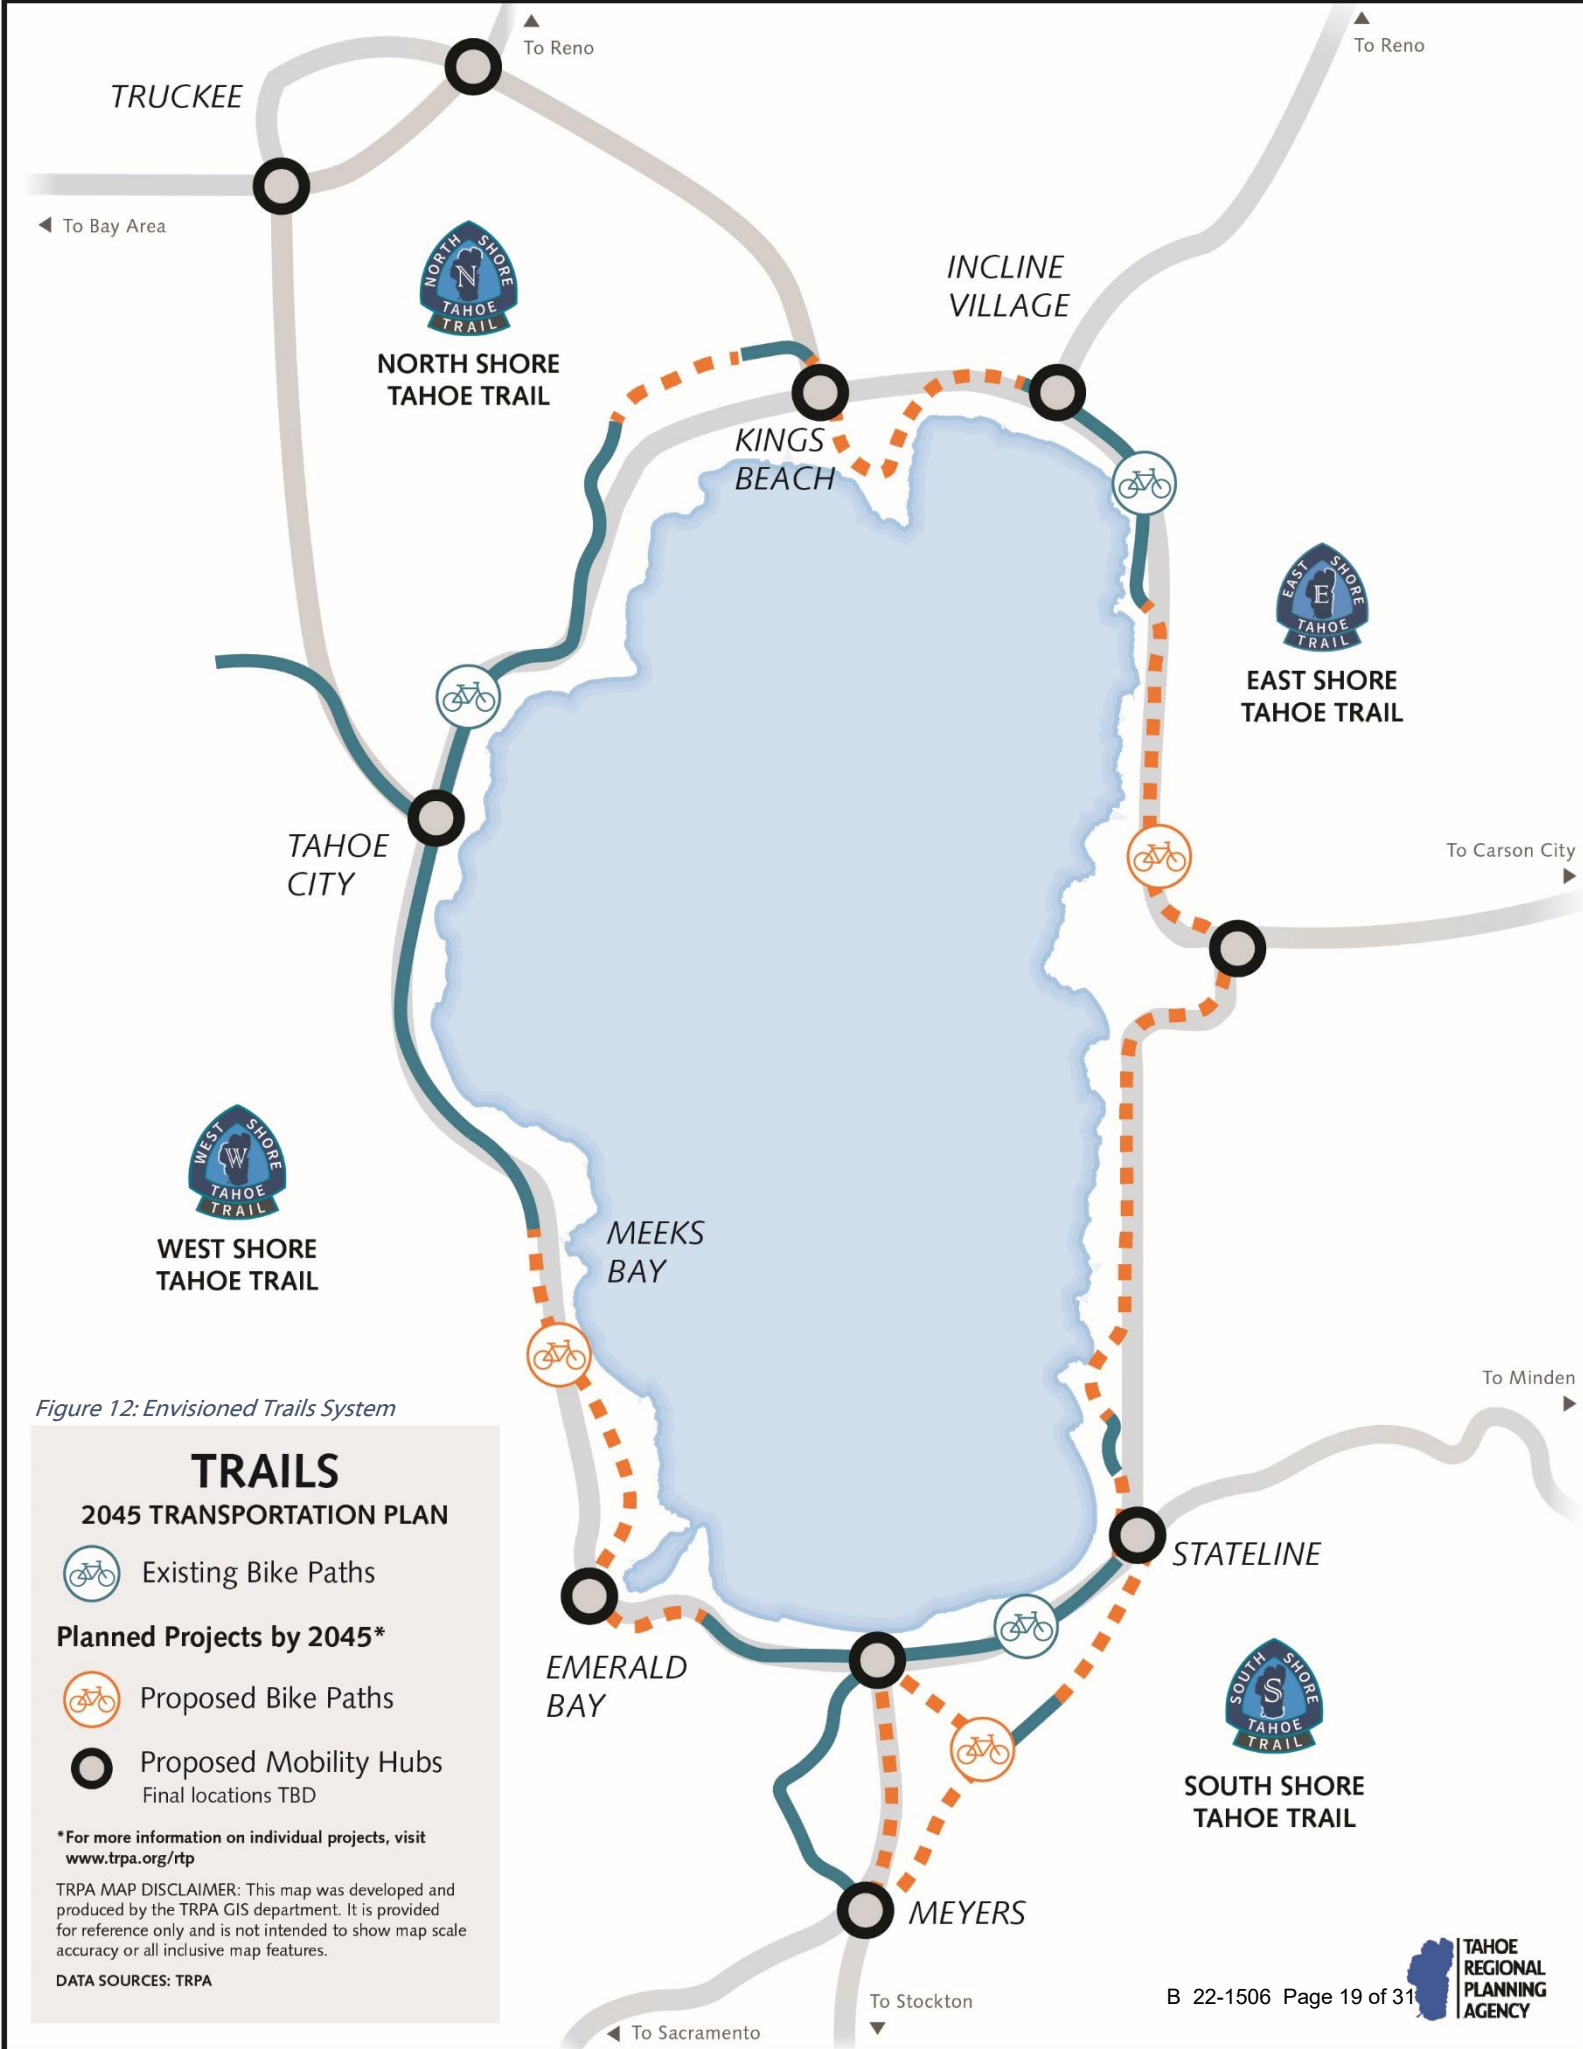 To Reno
To Reno
TRUCKEE
To Bay Area
NORTH SHORE
N
TAHOE
TRAIL
NORTH SHORE
TAHOE TRAIL
INCLINE
VILLAGE
KINGS
BEACH
EAST SHORE
E
TAHOE
TRAIL
EAST SHORE
TAHOE TRAIL
TAHOE
CITY
To Carson City
WEST SHORE
W
TAHOE
TRAIL
WEST SHORE
TAHOE TRAIL
MEEKS
BAY
To Minden
Figure 12: Envisioned Trails System
TRAILS
2045 TRANSPORTATION PLAN
Existing Bike Paths
Planned Projects by 2045*
Proposed Bike Paths
Proposed Mobility Hubs
Final locations TBD
*For more information on individual projects, visit
www.trpa.org/rtp
TRPA MAP DISCLAIMER: This map was developed and
produced by the TRPA GIS department. It is provided
for reference only and is not intended to show map scale
accuracy or all inclusive map features.
DATA SOURCES: TRPA
STATELINE
EMERALD
BAY
SOUTH SHORE
S
TAHOE
TRAIL
SOUTH SHORE
TAHOE TRAIL
MEYERS
To Stockton
To Sacramento
B 22-1506 Page 19 of 31
TAHOE
REGIONAL
PLANNING
AGENCY